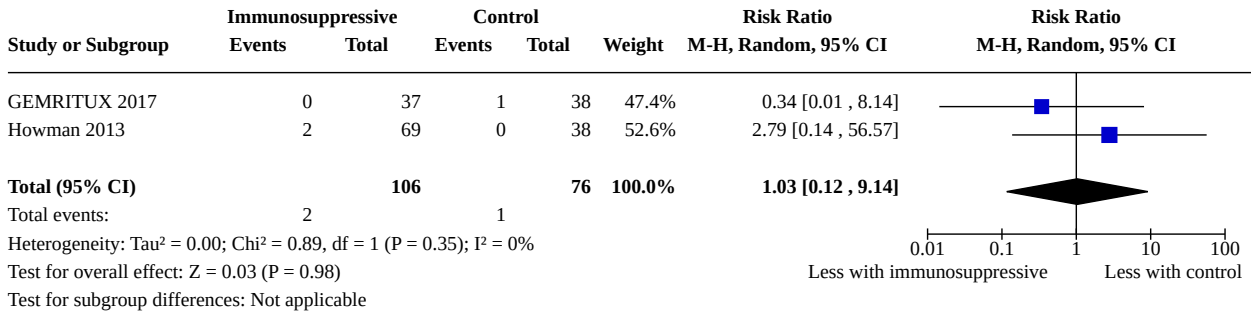 Immunosuppressive Control Risk Ratio Risk Ratio
Study or Subgroup Events Total Events Total Weight M-H, Random, 95% CI M-H, Random, 95% CI
GEMRITUX 2017 0 37 1 38 47.4% 0.34 [0.01 , 8.14]
Howman 2013 2 69 0 38 52.6% 2.79 [0.14 , 56.57]
Total (95% CI) 106 76 100.0% 1.03 [0.12 , 9.14]
Total events: 2 1
Heterogeneity: Tau² = 0.00; Chi² = 0.89, df = 1 (P = 0.35); I² = 0%
0.01 0.1 1 10 100
Test for overall effect: Z = 0.03 (P = 0.98)
Less with immunosuppressive Less with control
Test for subgroup differences: Not applicable